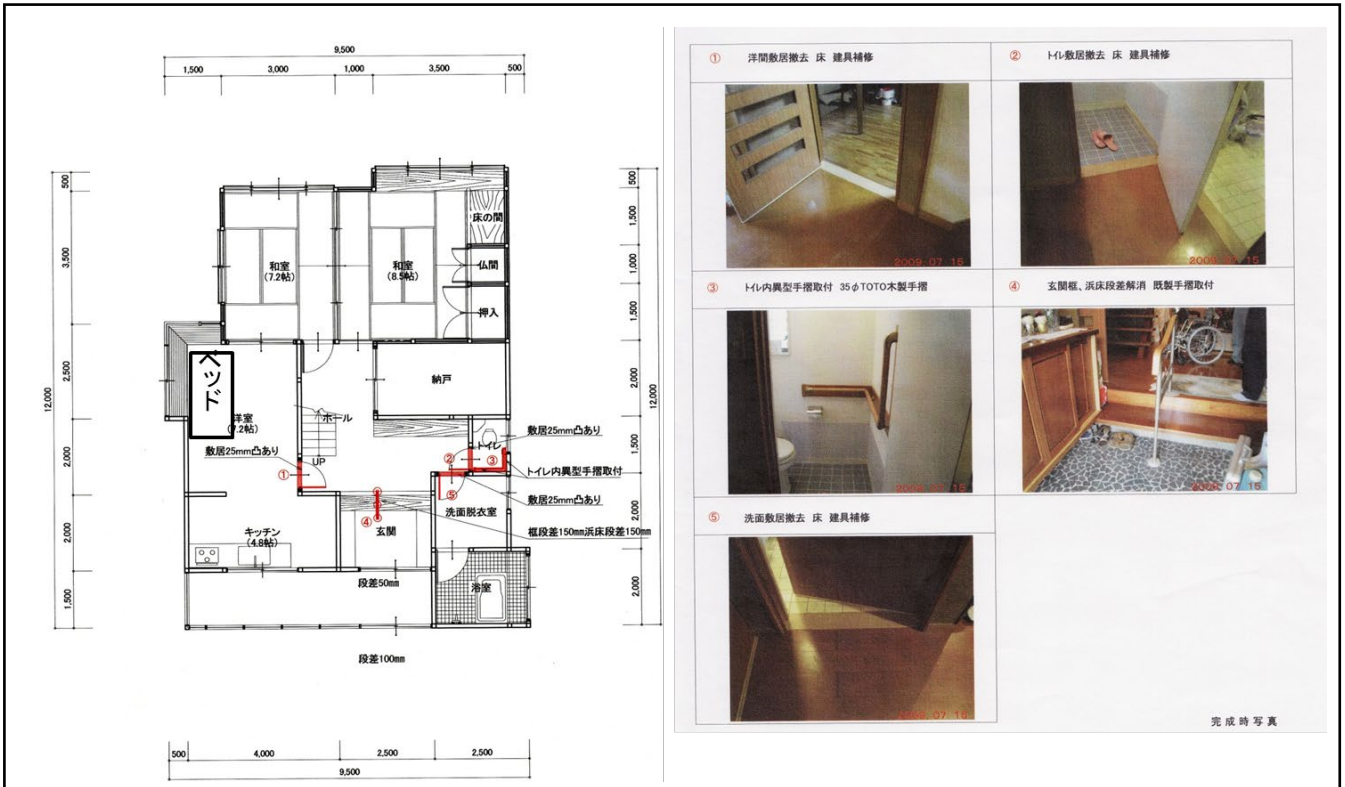 9,500
1,500 3,000 1,000 3,500 500
500
3,500
2,500
2,000
2,000
1,500
12,000
500
1,500
1,000
1,500
2,000
1,500
2,000
2,000
12,000
床の間
和室
(7.2帖)
和室
(8.5帖)
仏間
押入
ベッド
納戸
洋室
(7.2帖)
ホール
敷居25mm凸あり
敷居25mm凸あり
トイレ
UP
①
②
③
トイレ内異型手摺取付
⑤
敷居25mm凸あり
洗面脱衣室
④
玄関
框段差150mm浜床段差150mm
キッチン
(4.8帖)
段差50mm
浴室
段差100mm
500 4,000 2,500 2,500
9,500
① 洋間敷居撤去 床 建具補修
② トイレ敷居撤去 床 建具補修
2009 07 15
2009 07 15
③ トイレ内異型手摺取付 35φTOTO木製手摺
④ 玄関框、浜床段差解消 既製手摺取付
2009 07 15
2009 07 15
⑤ 洗面敷居撤去 床 建具補修
2009 07 15
完成時写真